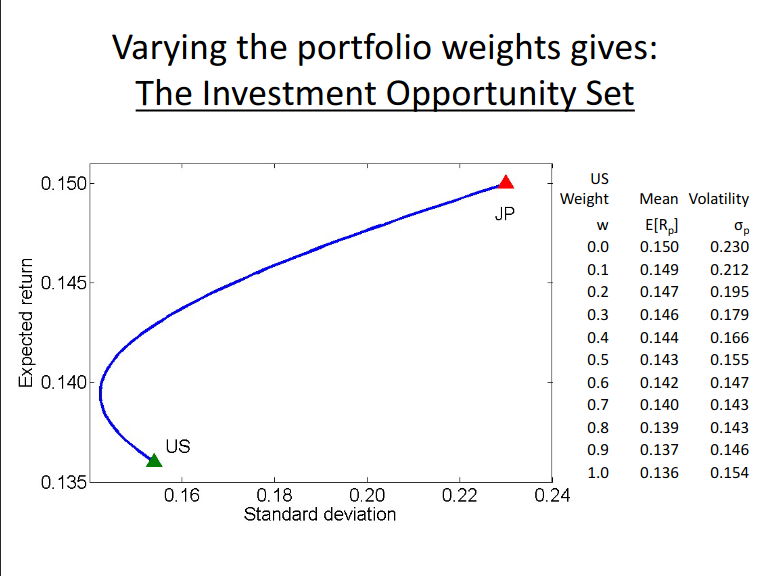 Varying the portfolio weights gives:
The Investment Opportunity Set
0.150
0.145
0.140
0.135
Expected return
JP
US
0.16 0.18 0.20 0.22 0.24
Standard deviation
US
Weight Mean Volatility
w E[Rp] σp
0.0 0.150 0.230
0.1 0.149 0.212
0.2 0.147 0.195
0.3 0.146 0.179
0.4 0.144 0.166
0.5 0.143 0.155
0.6 0.142 0.147
0.7 0.140 0.143
0.8 0.139 0.143
0.9 0.137 0.146
1.0 0.136 0.154